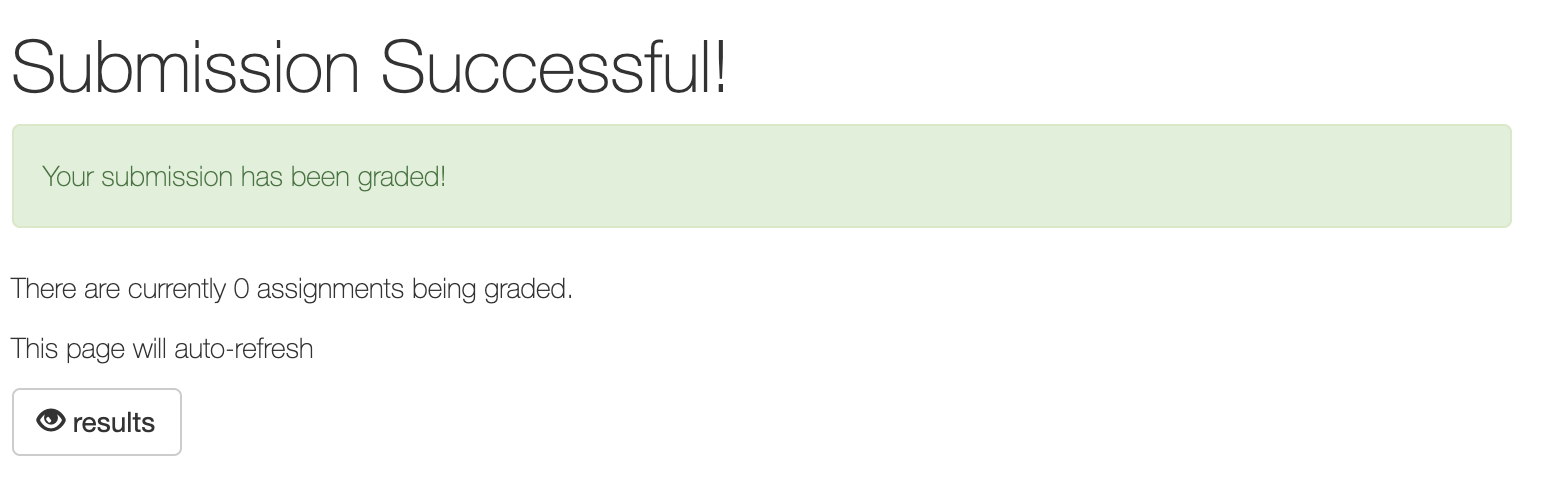 Submission Successful!
Your submission has been graded!
There are currently 0 assignments being graded.
This page will auto-refresh
results